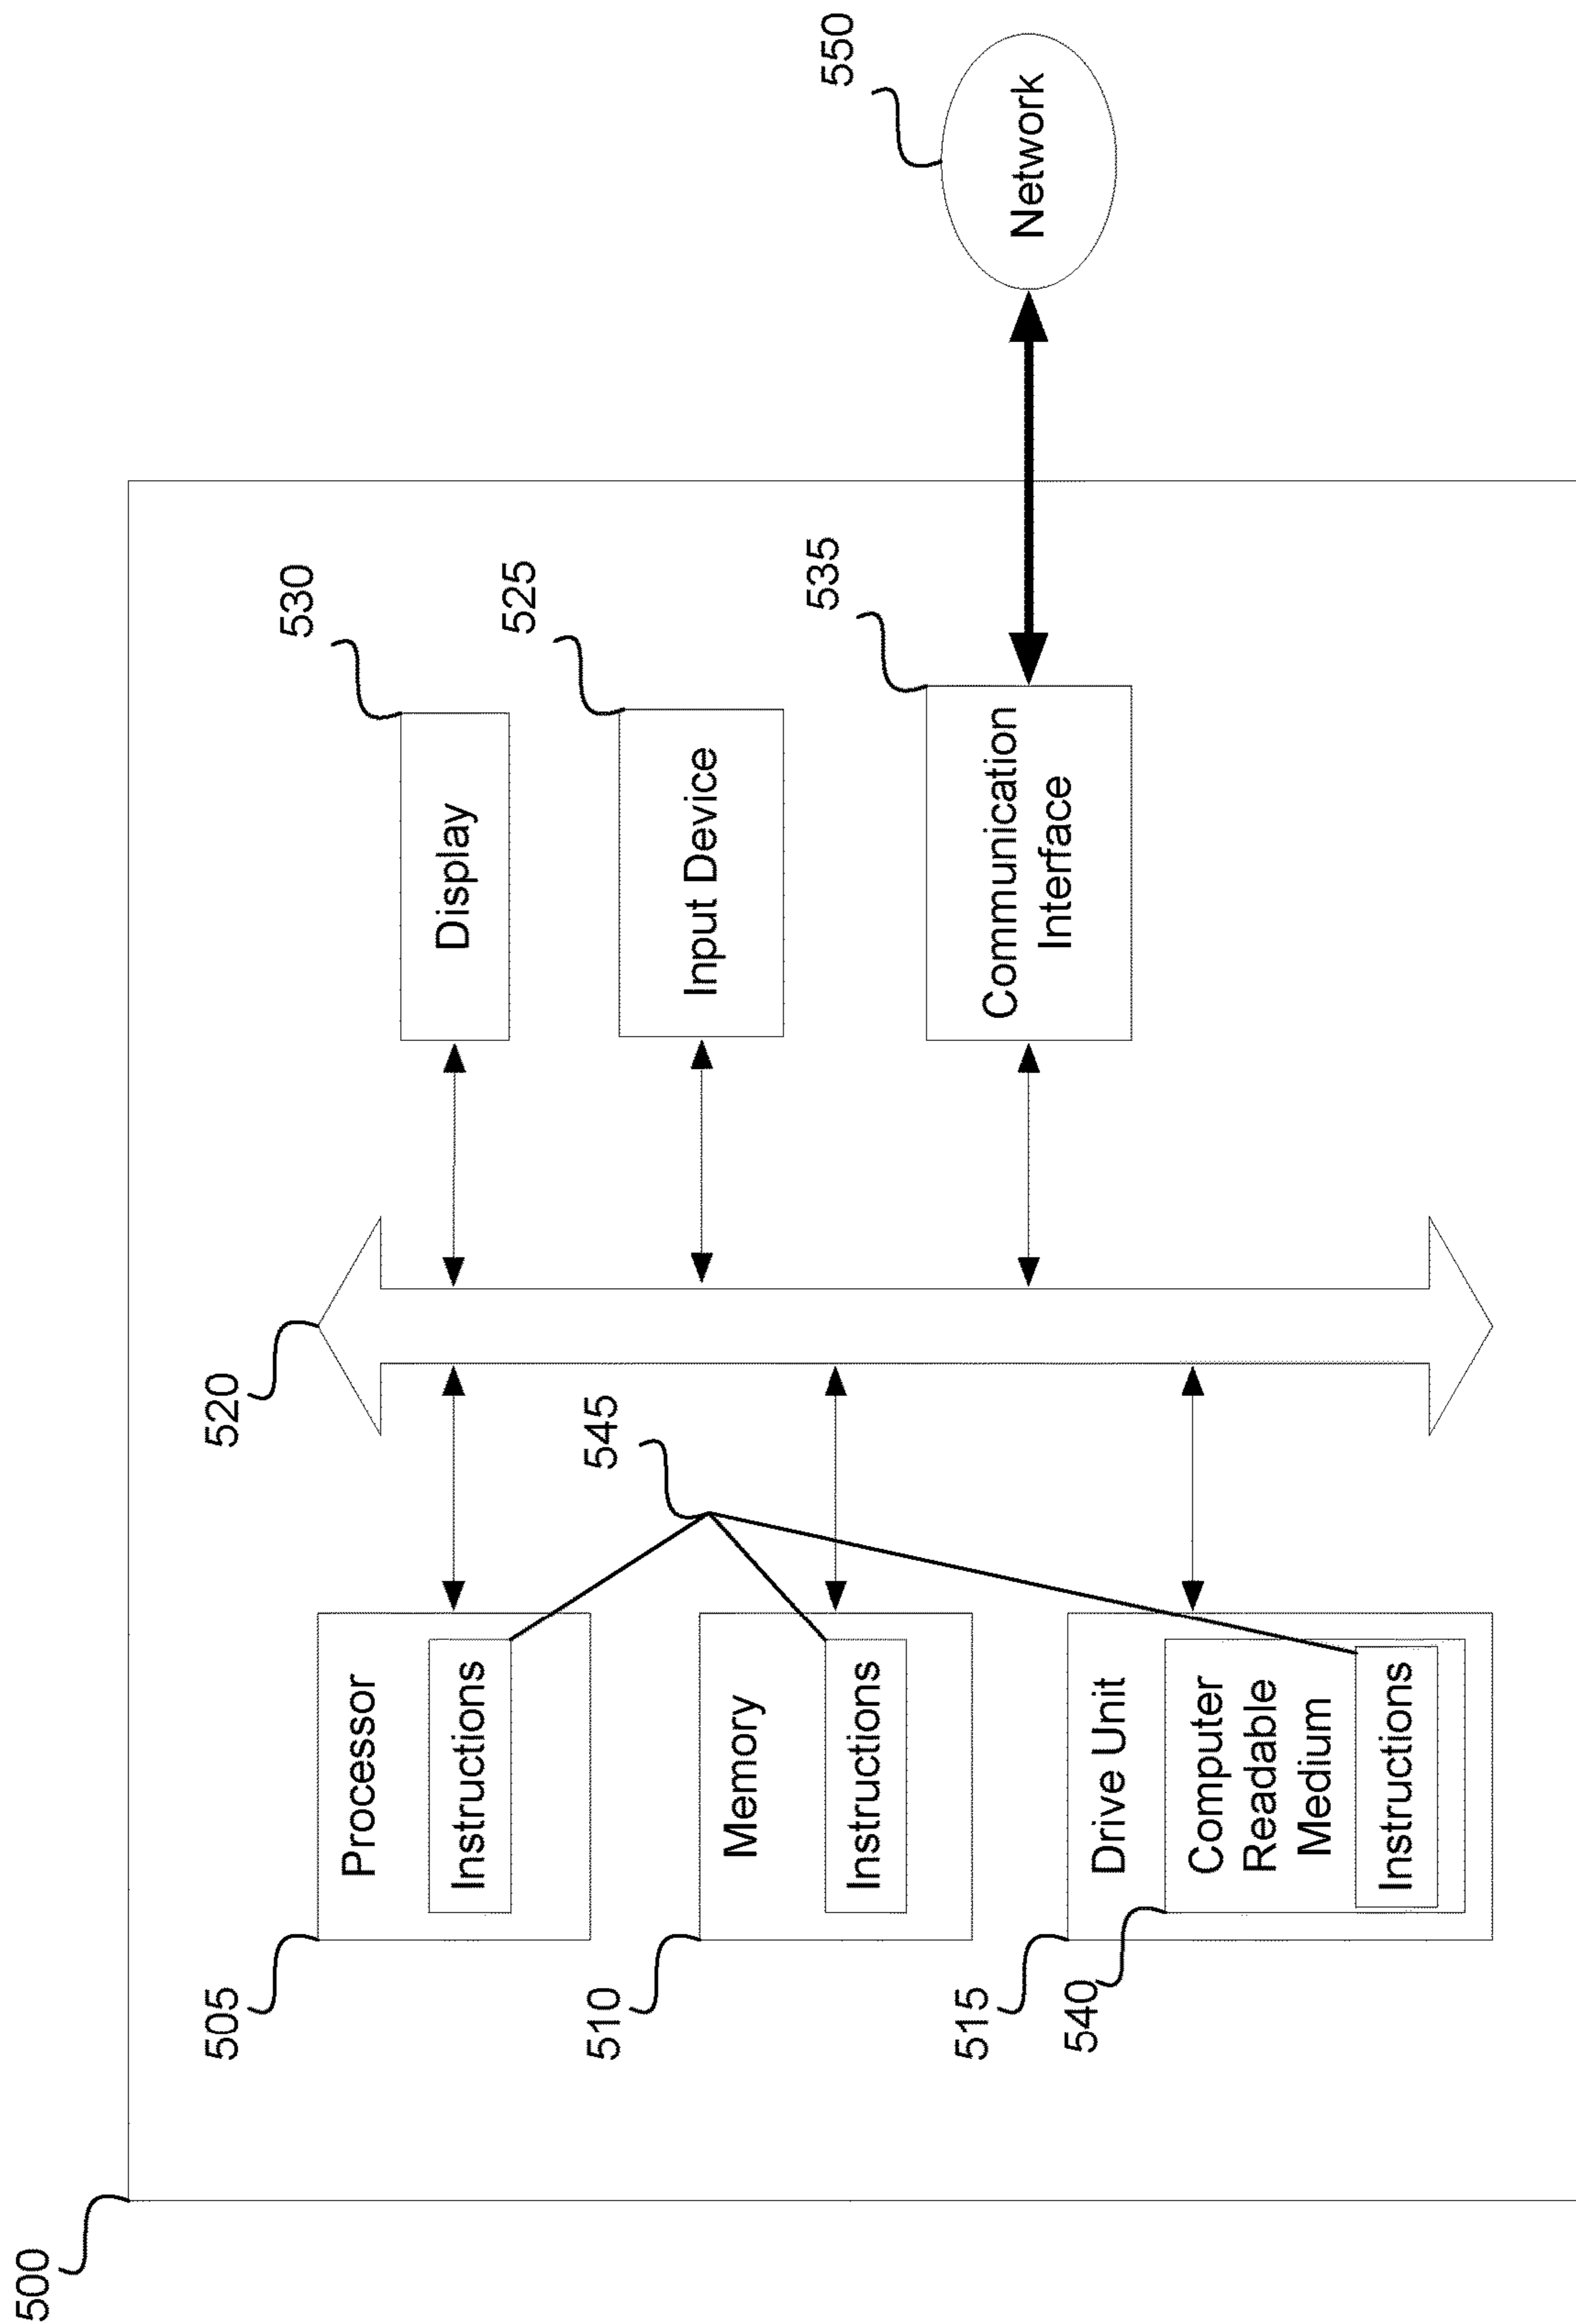 500
505
Processor
Instructions
520
530
Display
510
Memory
Instructions
545
525
Input Device
515
Drive Unit
540
Computer
Readable
Medium
Instructions
535
Communication
Interface
550
Network